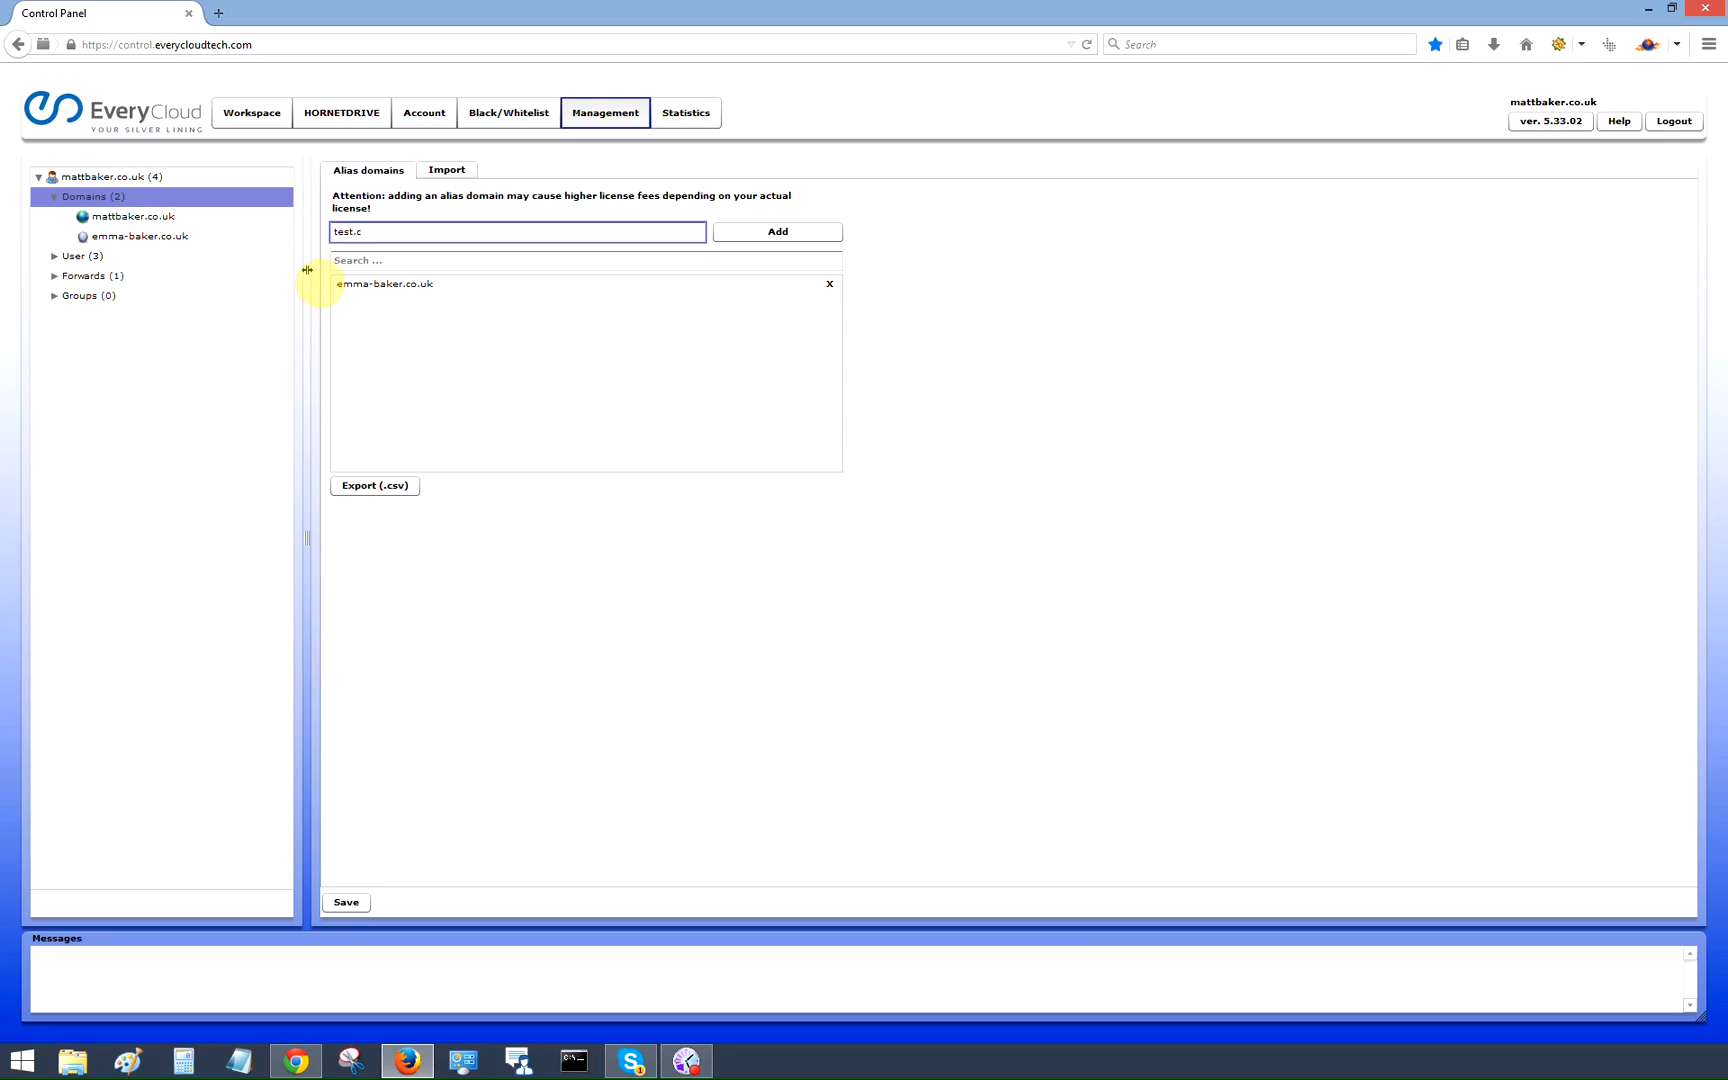 Control Panel
https://control.everycloudtech.com
Search
EveryCloud
YOUR SILVER LINING
Workspace
HORNETDRIVE
Account
Black/Whitelist
Management
Statistics
mattbaker.co.uk
ver. 5.33.02
Help
Logout
mattbaker.co.uk (4)
Domains (2)
mattbaker.co.uk
emma-baker.co.uk
User (3)
Forwards (1)
Groups (0)
Alias domains
Import
Attention: adding an alias domain may cause higher license fees depending on your actual
license!
test.c
Add
Search ...
emma-baker.co.uk
X
Export (.csv)
Save
Messages
C:\_
S
1